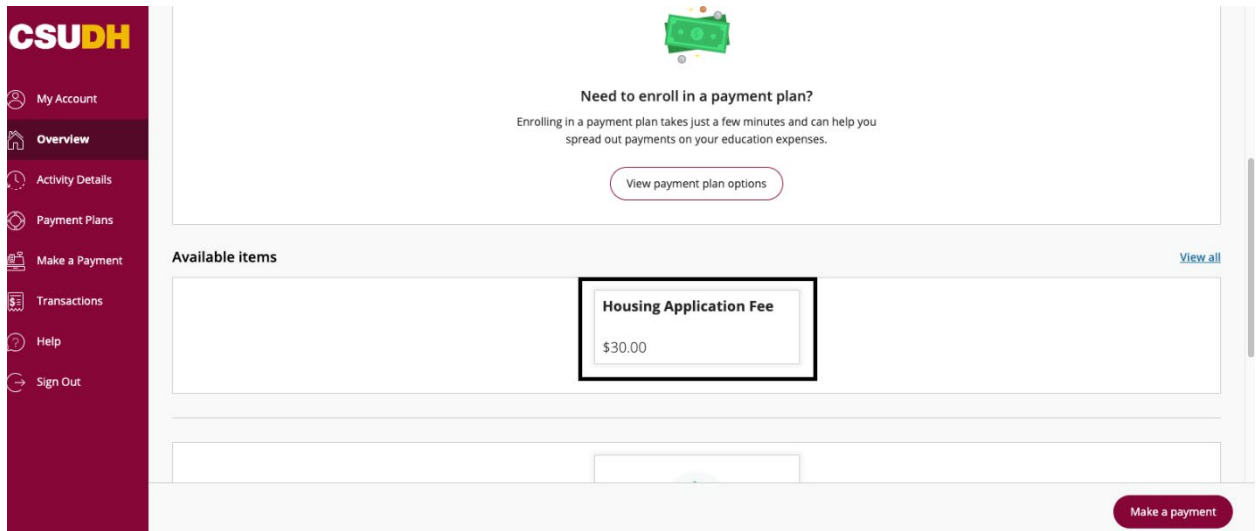 CSUDH
My Account
Overview
Activity Details
Payment Plans
Make a Payment
Transactions
Help
Sign Out
Need to enroll in a payment plan?
Enrolling in a payment plan takes just a few minutes and can help you
spread out payments on your education expenses.
View payment plan options
Available items
View all
Housing Application Fee
$30.00
Make a payment